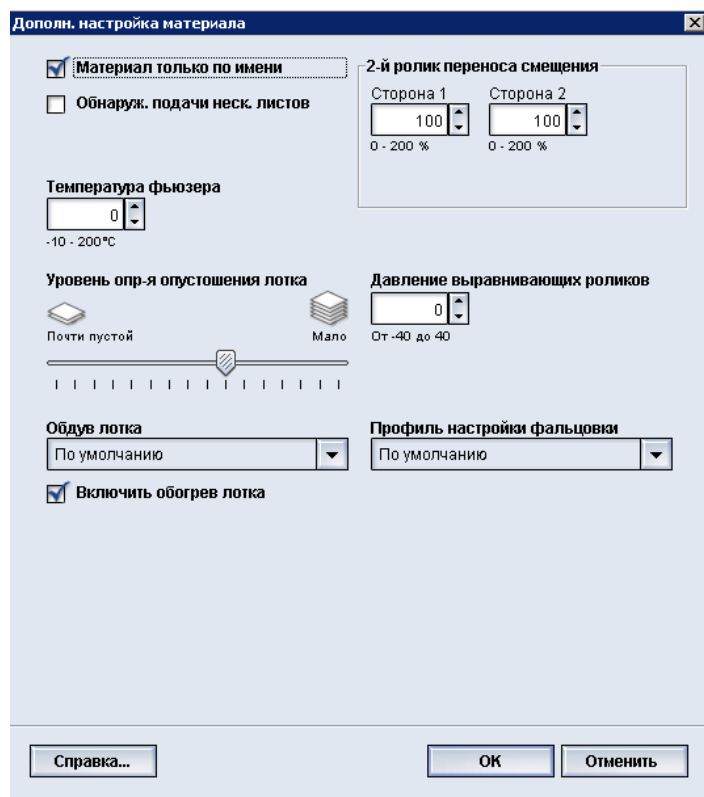 Дополн. настройка материала
Материал только по имени
Обнаруж. подачи неск. листов
2-й ролик переноса смещения
Сторона 1 Сторона 2
100 100
0 - 200 % 0 - 200 %
Температура фьюзера
0
-10 - 200°C
Уровень опр-я опустошения лотка
Почти пустой Мало
Давление выравнивающих роликов
0
От -40 до 40
Обдув лотка
По умолчанию
Профиль настройки фальцовки
По умолчанию
Включить обогрев лотка
Справка... ОК Отменить